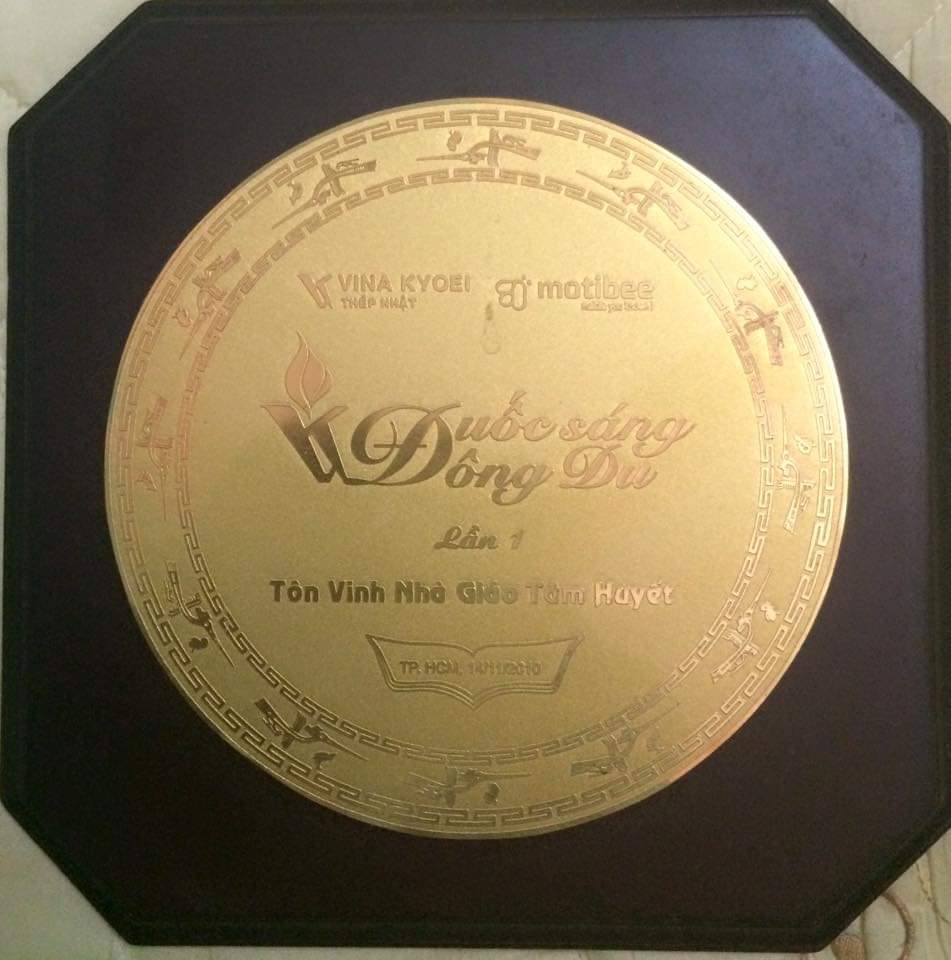 VINA KYOEI
THÉP NHẬT
motibee
Đuốc sáng
Đông Du
Lần 1
Tôn Vinh Nhà Giáo Tâm Huyết
TP. HCM, 14/11/2010